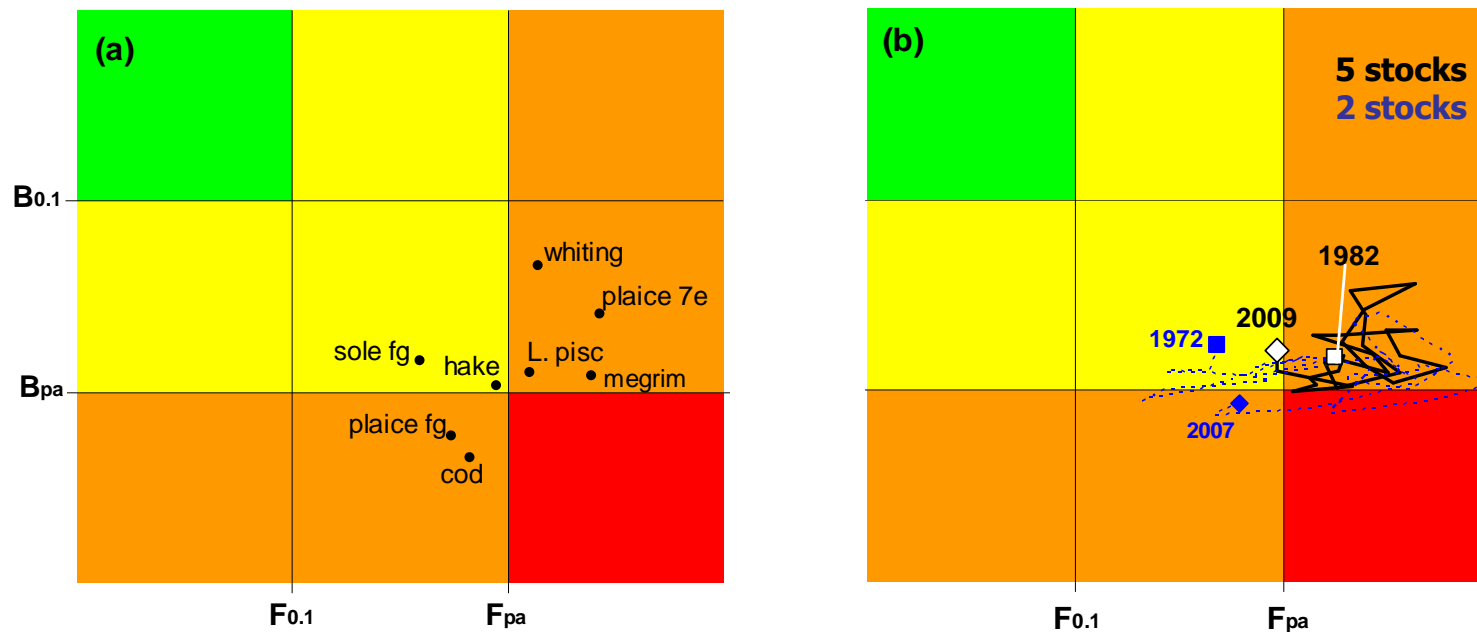 (a)
B0.1
Bpa
whiting
plaice 7e
sole fg
hake
L. pisc
megrim
plaice fg
cod
F0.1
Fpa
(b)
5 stocks
2 stocks
1982
2009
1972
2007
F0.1
Fpa